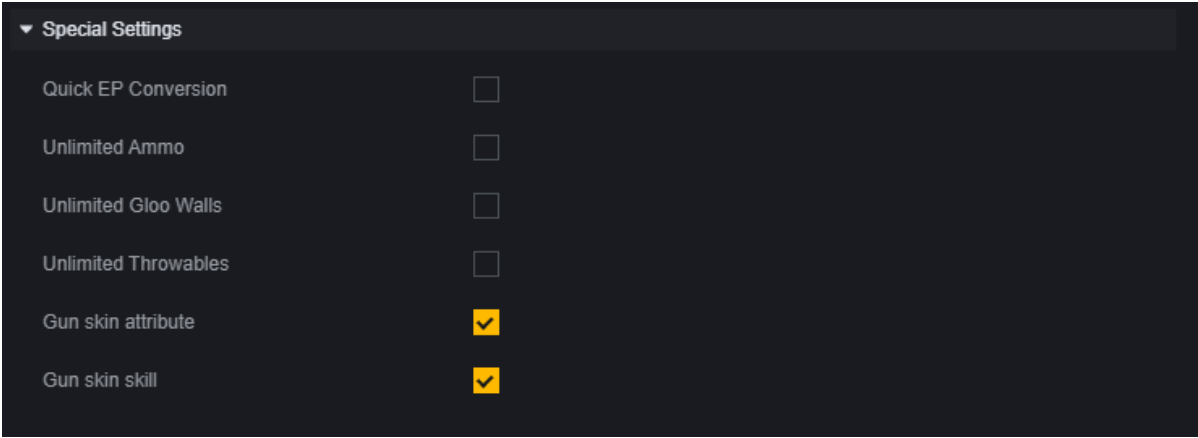 Special Settings
Quick EP Conversion
Unlimited Ammo
Unlimited Gloo Walls
Unlimited Throwables
Gun skin attribute
Gun skin skill